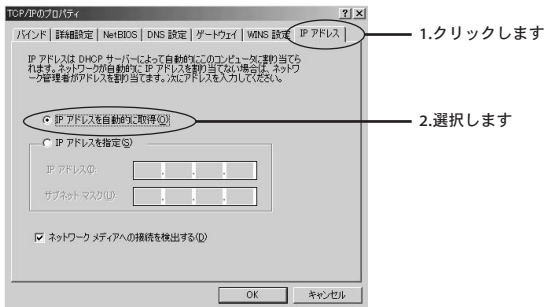 TCP/IPのプロパティ
バインド 詳細設定 NetBIOS DNS 設定 ゲートウェイ WINS 設定 IP アドレス
1.クリックします
IP アドレスは DHCP サーバーによって自動的にこのコンピュータに割り当てら
れます。ネットワークが自動的に IP アドレスを割り当てない場合は、ネットワ
ーク管理者がアドレスを割り当てます。次にアドレスを入力してください。
IP アドレスを自動的に取得(O)
2.選択します
IP アドレスを指定(S)
IP アドレス(I):
サブネット マスク(U):
ネットワーク メディアへの接続を検出する(D)
OK キャンセル